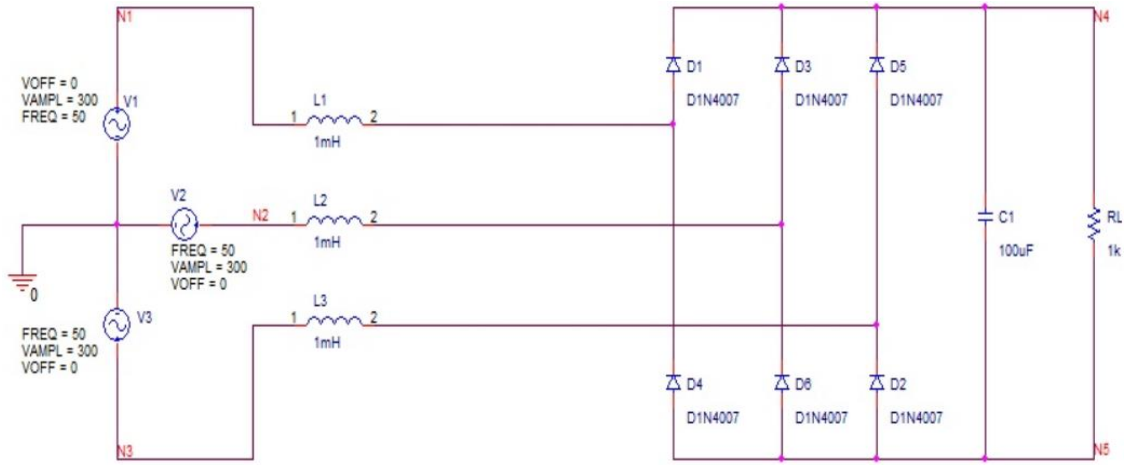 N1
N4
VOFF = 0
VAMPL = 300
FREQ = 50
V1
L1
1 2
1mH
D1
D1N4007
D3
D1N4007
D5
D1N4007
V2
N2
FREQ = 50
VAMPL = 300
VOFF = 0
L2
1 2
1mH
C1
100uF
RL
1k
0
V3
FREQ = 50
VAMPL = 300
VOFF = 0
L3
1 2
1mH
D4
D1N4007
D6
D1N4007
D2
D1N4007
N3
N5